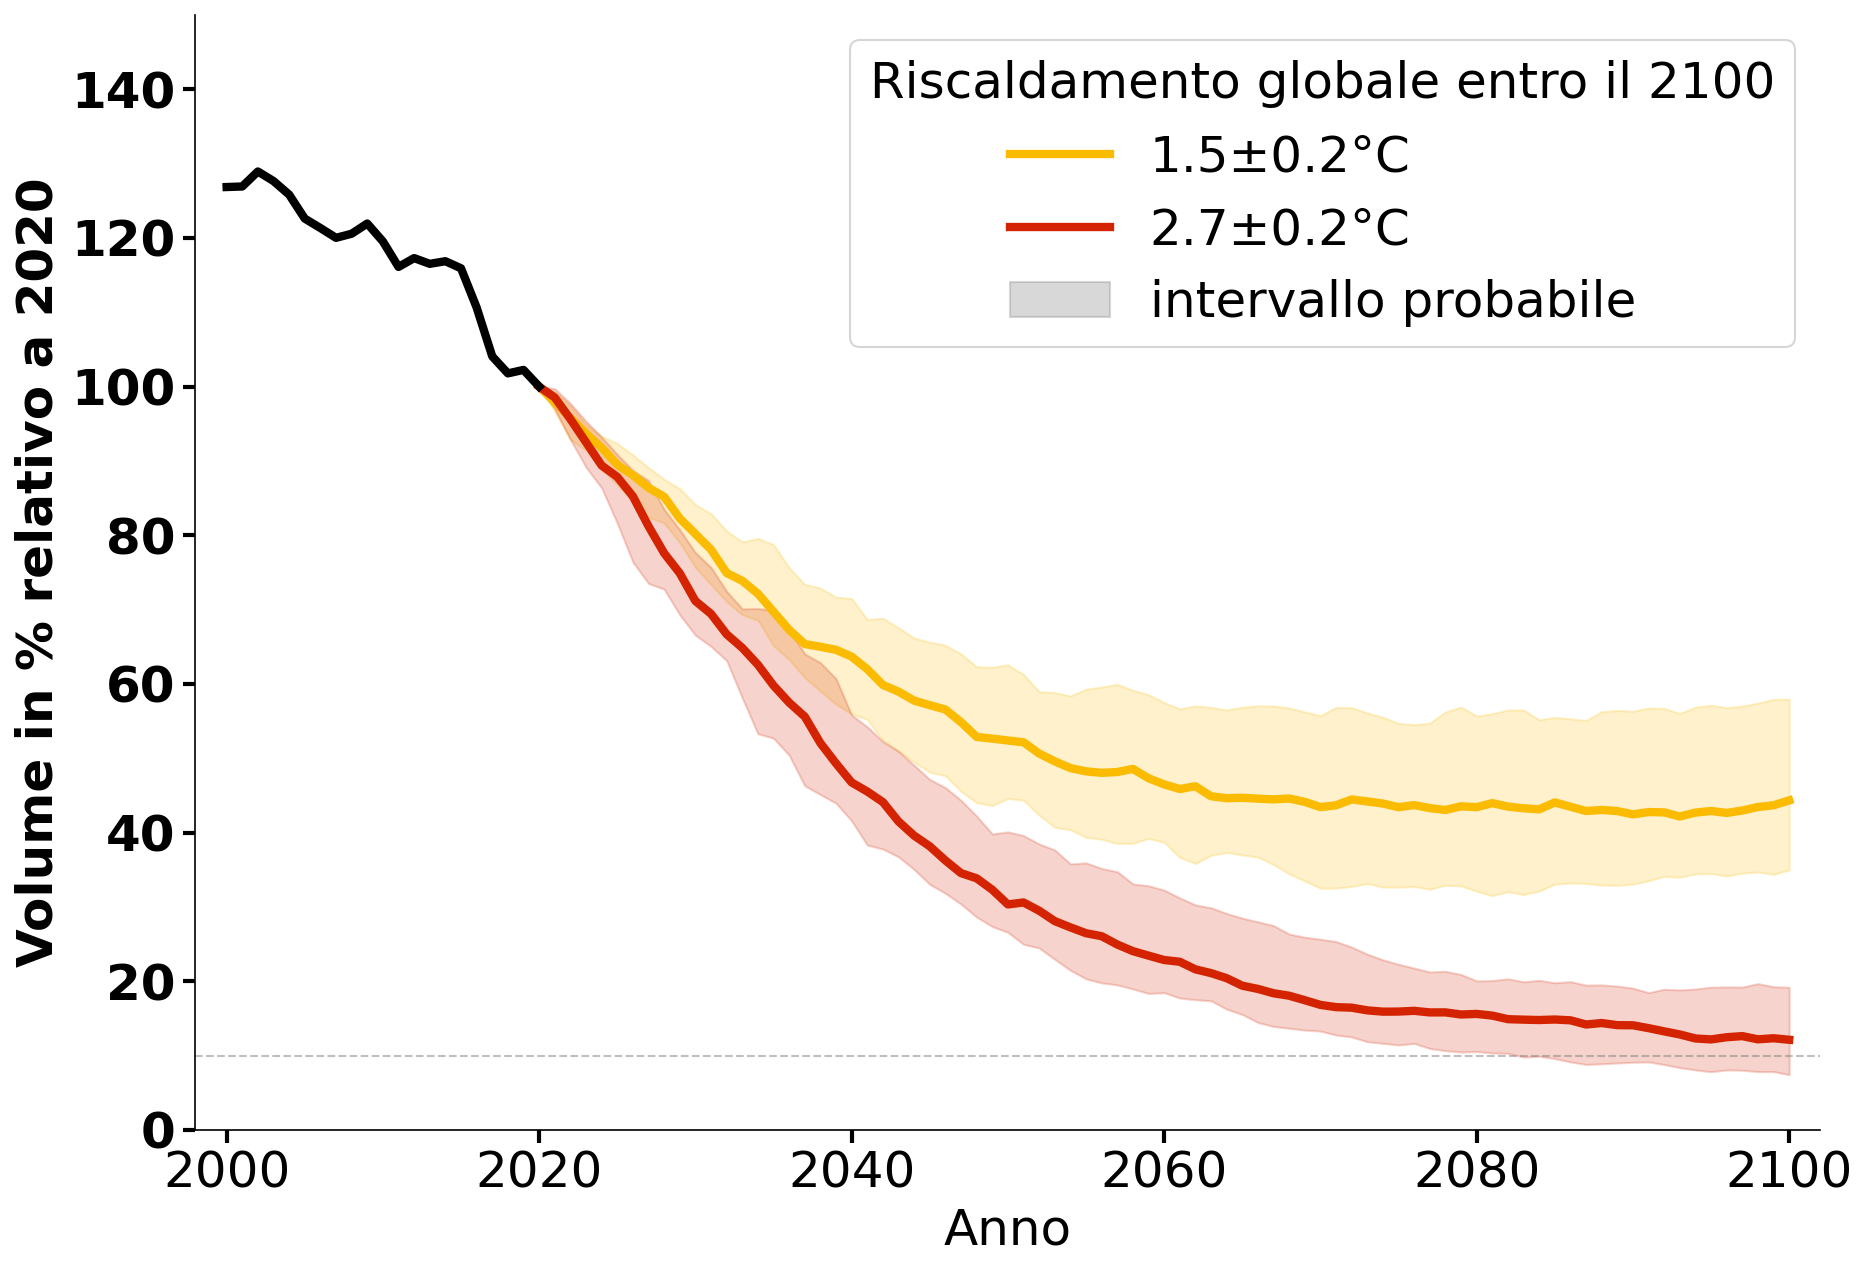 Riscaldamento globale entro il 2100
1.5±0.2°C
2.7±0.2°C
intervallo probabile
Volume in % relativo a 2020
140
120
100
80
60
40
20
0
2000 2020 2040 2060 2080 2100
Anno